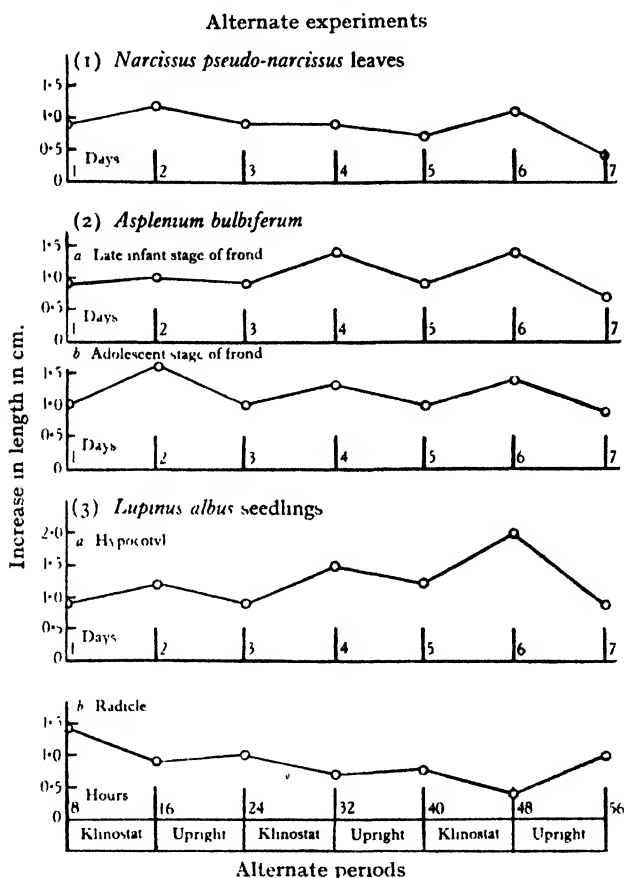 Alternate experiments
(1) Narcissus pseudo-narcissus leaves
1·5
1·0
0·5
0
Days
1 2 3 4 5 6 7
(2) Asplenium bulbiferum
a Late infant stage of frond
1·5
1·0
0·5
0
Days
1 2 3 4 5 6 7
b Adolescent stage of frond
1·5
1·0
0·5
0
Days
1 2 3 4 5 6 7
(3) Lupinus albus seedlings
a Hypocotyl
2·0
1·5
1·0
0·5
0
Days
1 2 3 4 5 6 7
b Radicle
1·5
1·0
0·5
0
Hours
8 16 24 32 40 48 56
Klinostat Upright Klinostat Upright Klinostat Upright
Alternate periods
Increase in length in cm.